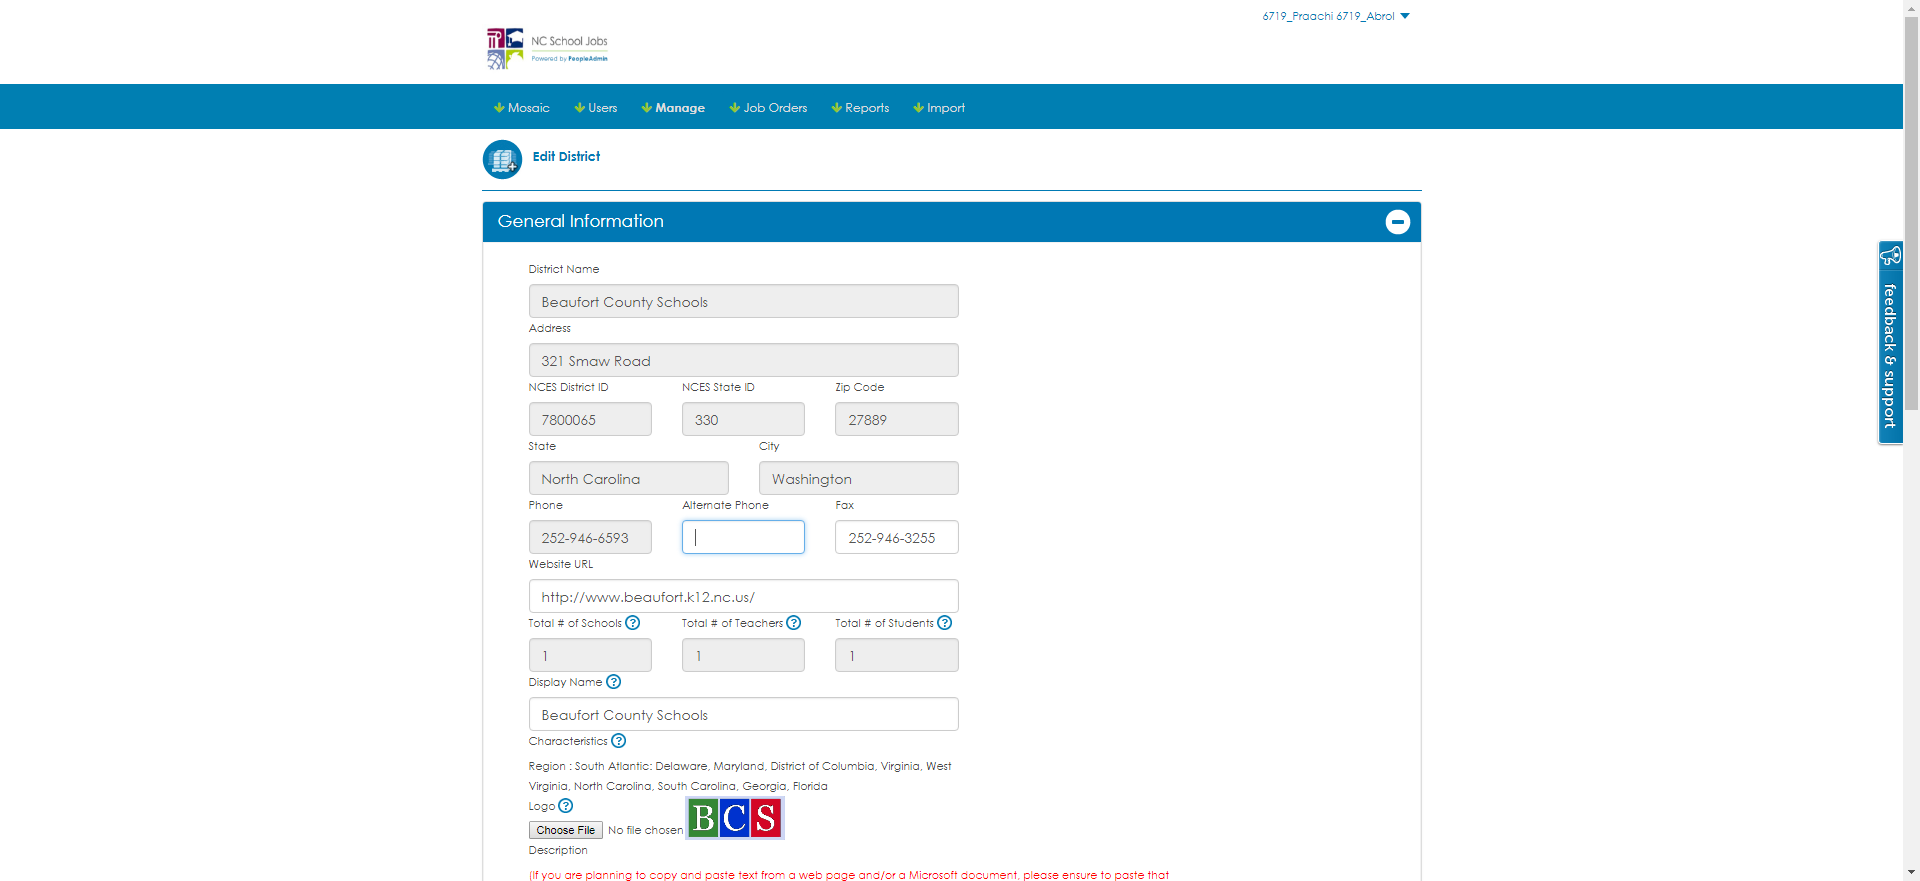 6719_Praachi 6719_Abrol
NC School Jobs
Powered by PeopleAdmin
Mosaic Users Manage Job Orders Reports Import
Edit District
General Information
feedback & support
District Name
Beaufort County Schools
Address
321 Smaw Road
NCES District ID NCES State ID Zip Code
7800065 330 27889
State City
North Carolina Washington
Phone Alternate Phone Fax
252-946-6593 252-946-3255
Website URL
http://www.beaufort.k12.nc.us/
Total # of Schools ? Total # of Teachers ? Total # of Students ?
1 1 1
Display Name ?
Beaufort County Schools
Characteristics ?
Region : South Atlantic: Delaware, Maryland, District of Columbia, Virginia, West
Virginia, North Carolina, South Carolina, Georgia, Florida
Logo ?
Choose File No file chosen BCS
Description
(If you are planning to copy and paste text from a web page and/or a Microsoft document, please ensure to paste that